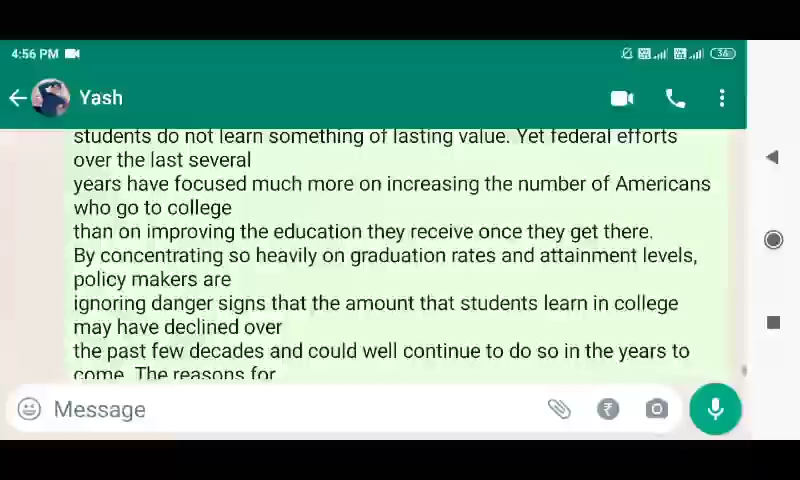 4:56 PM
36
Yash
students do not learn something of lasting value. Yet federal efforts
over the last several
years have focused much more on increasing the number of Americans
who go to college
than on improving the education they receive once they get there.
By concentrating so heavily on graduation rates and attainment levels,
policy makers are
ignoring danger signs that the amount that students learn in college
may have declined over
the past few decades and could well continue to do so in the years to
come. The reasons for
Message